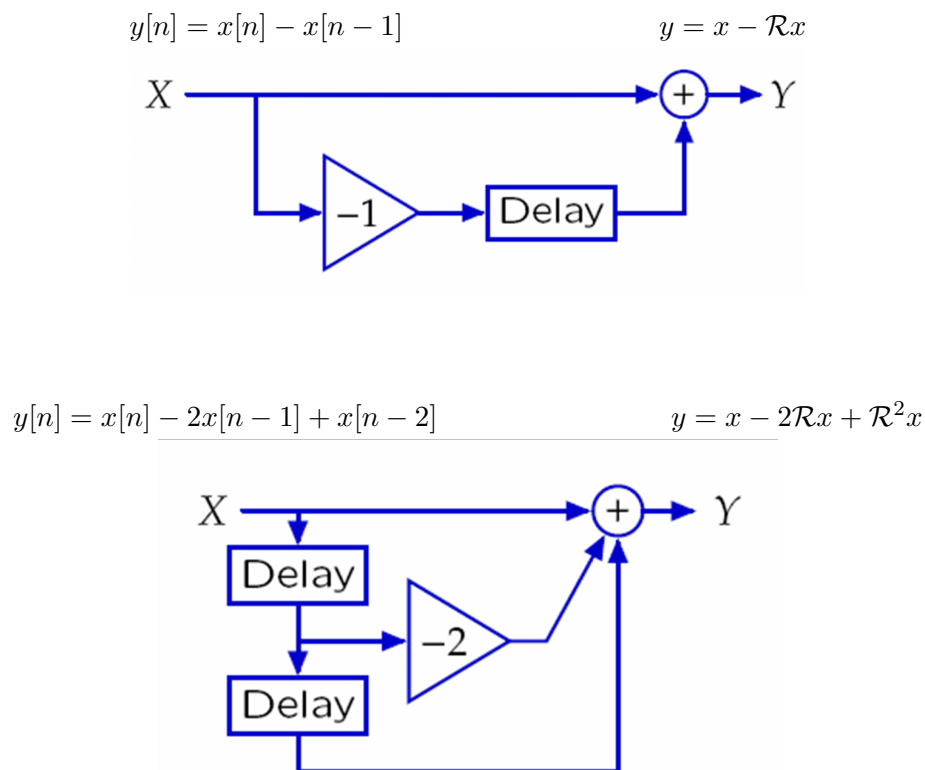 y[n] = x[n] − x[n − 1] y = x − ℛx
X + Y
−1 Delay
y[n] = x[n] − 2x[n − 1] + x[n − 2] y = x − 2ℛx + ℛ²x
X + Y
Delay
−2
Delay